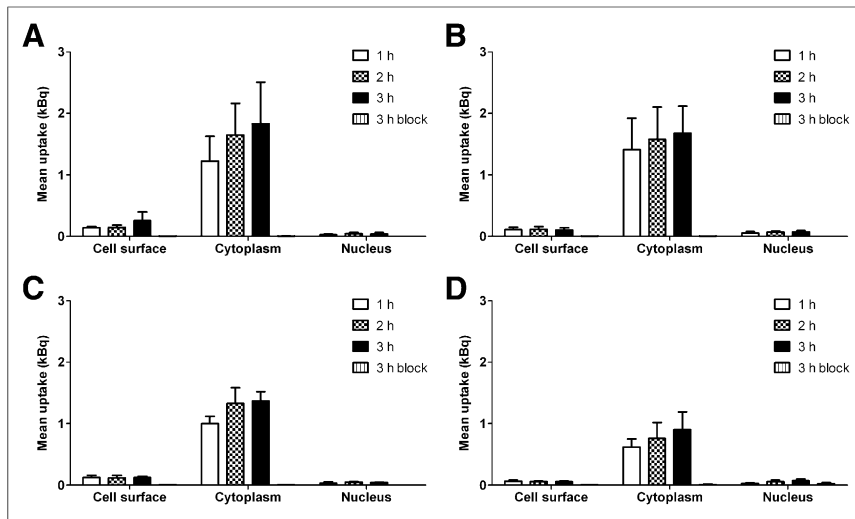 A
Mean uptake (kBq)
3
2
1
0
1 h
2 h
3 h
3 h block
Cell surface Cytoplasm Nucleus
B
Mean uptake (kBq)
3
2
1
0
1 h
2 h
3 h
3 h block
Cell surface Cytoplasm Nucleus
C
Mean uptake (kBq)
3
2
1
0
1 h
2 h
3 h
3 h block
Cell surface Cytoplasm Nucleus
D
Mean uptake (kBq)
3
2
1
0
1 h
2 h
3 h
3 h block
Cell surface Cytoplasm Nucleus